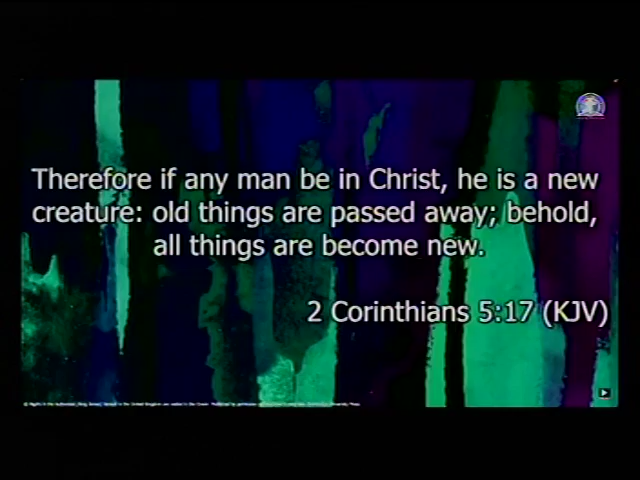 Therefore if any man be in Christ, he is a new
creature: old things are passed away; behold,
all things are become new.
2 Corinthians 5:17 (KJV)